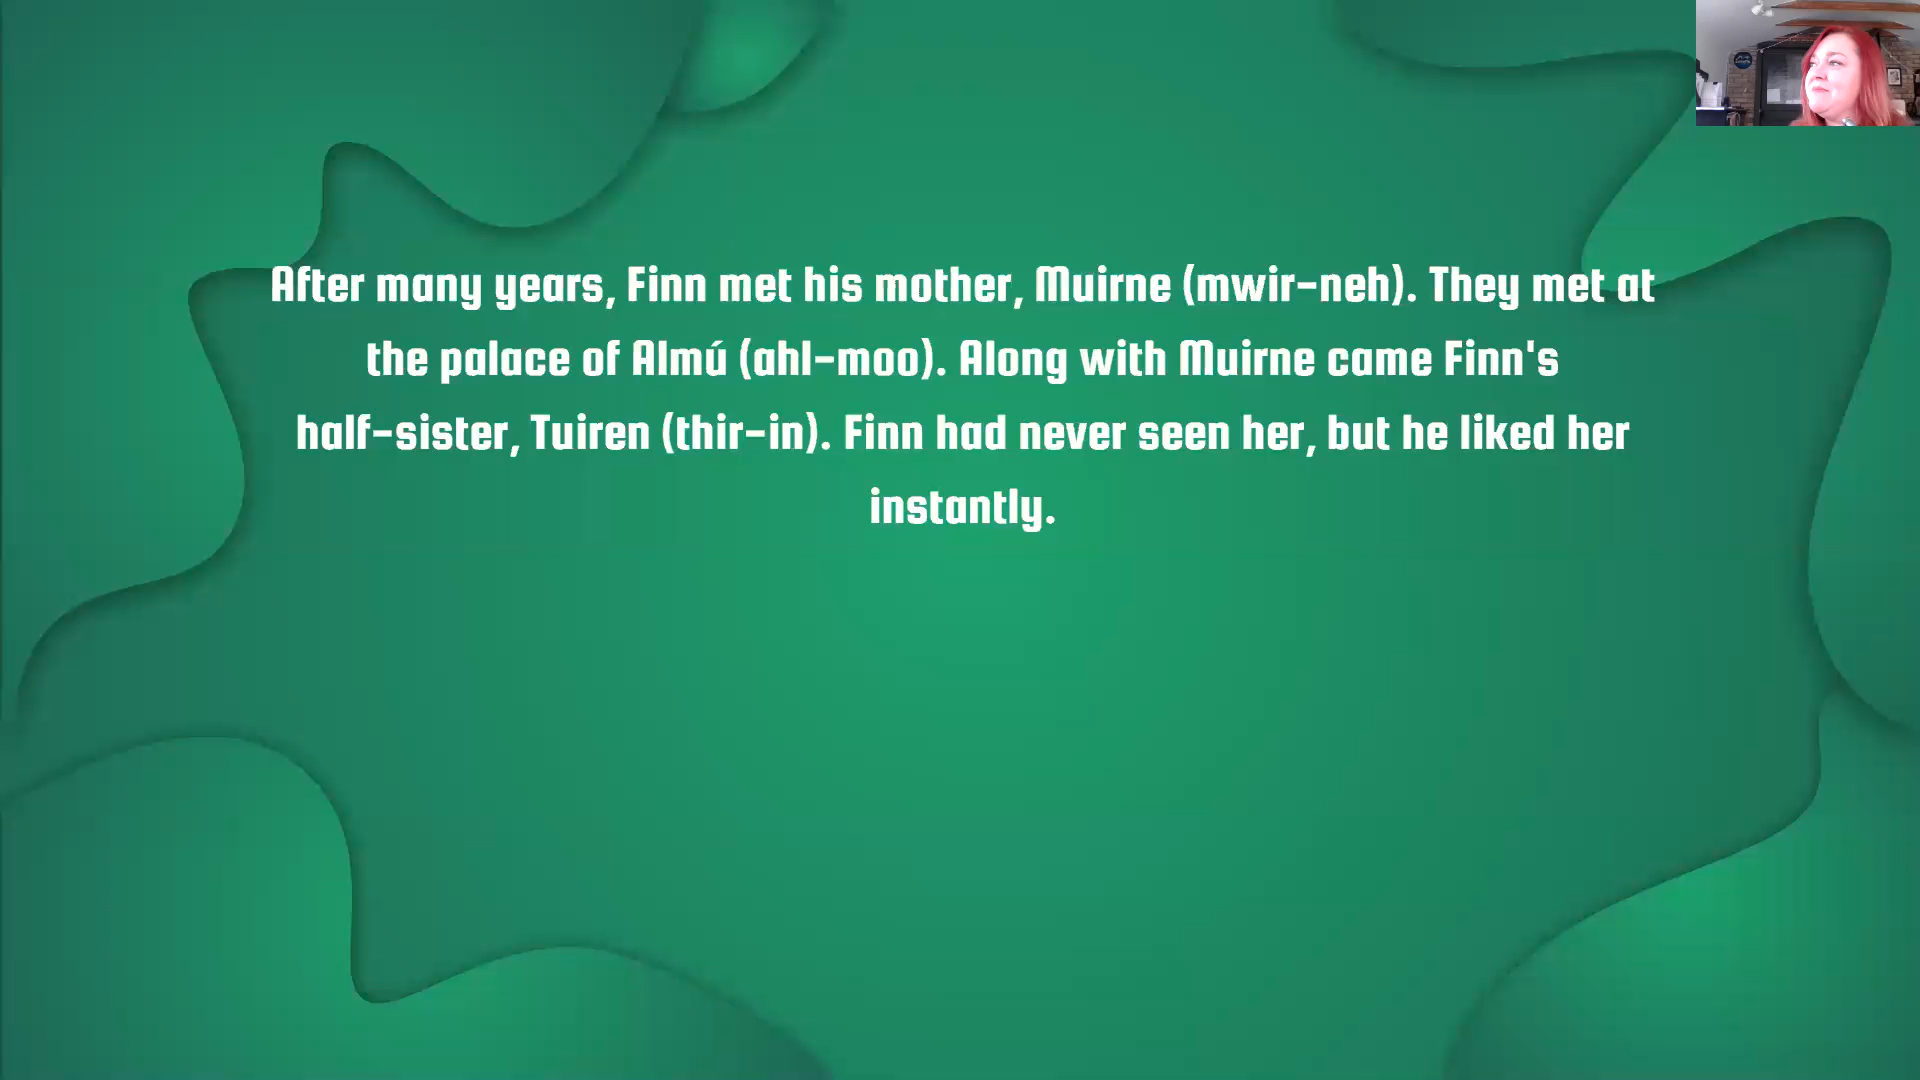 After many years, Finn met his mother, Muirne (mwir-neh). They met at
the palace of Almú (ahl-moo). Along with Muirne came Finn's
half-sister, Tuiren (thir-in). Finn had never seen her, but he liked her
instantly.